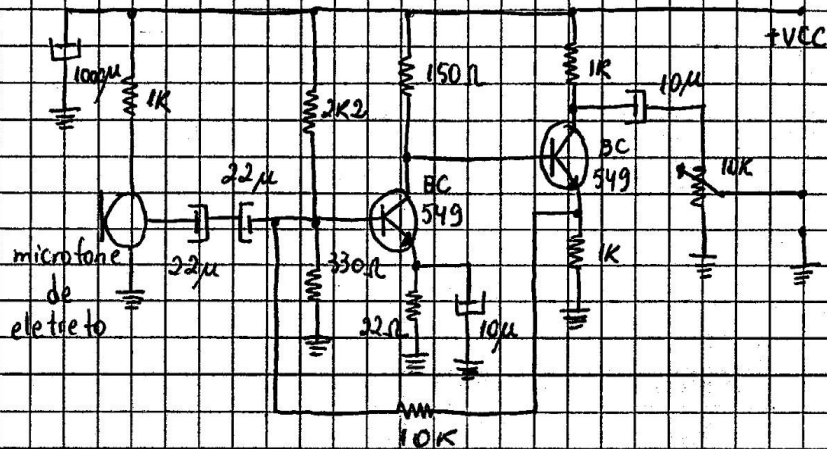 +VCC
100µ
1K
2K2
150Ω
1K
10µ
22µ
BC
549
BC
549
10K
microfone
de
eletreto
22µ
330Ω
22Ω
10µ
1K
10K